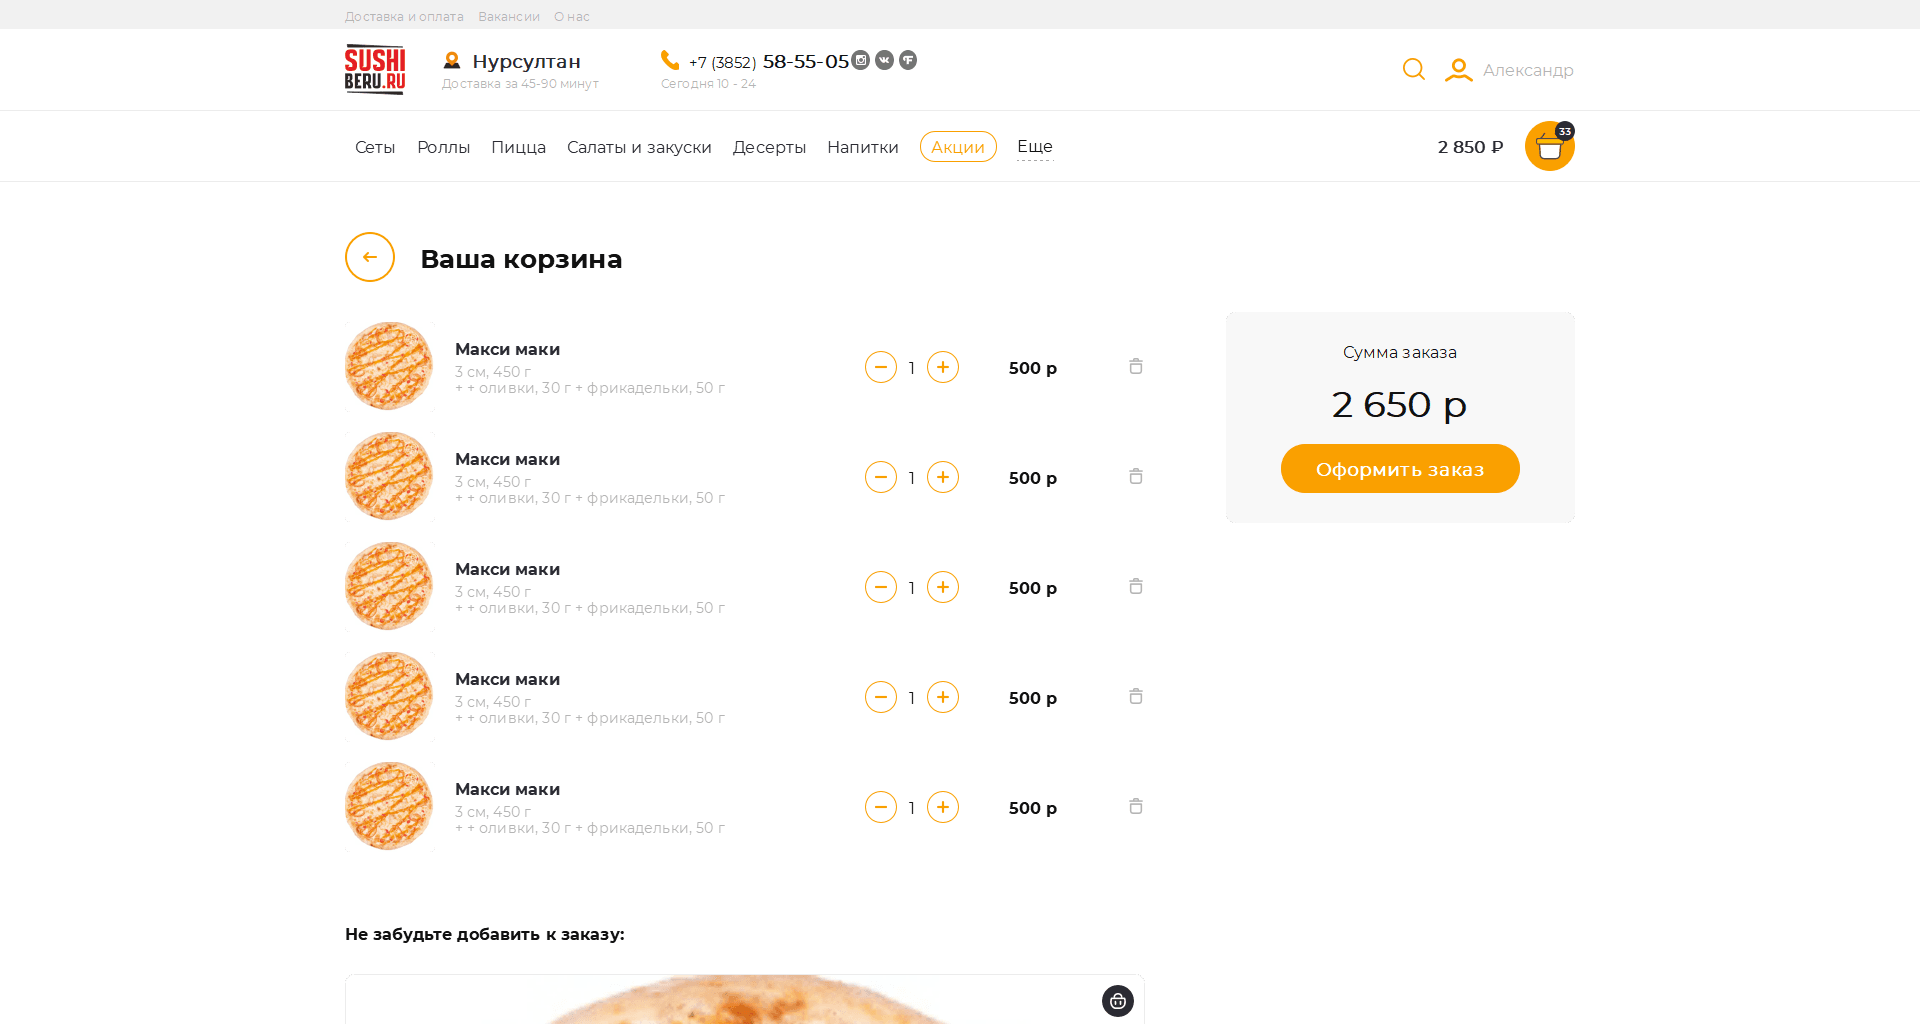 Доставка и оплата Вакансии О нас
SUSHI
BERU.RU
Нурсултан
Доставка за 45-90 минут
+7 (3852) 58-55-05
Сегодня 10 - 24
Александр
Сеты Роллы Пицца Салаты и закуски Десерты Напитки Акции Еще
2 850 ₽
33
Ваша корзина
Макси маки
3 см, 450 г
+ + оливки, 30 г + фрикадельки, 50 г
1
500 р
Макси маки
3 см, 450 г
+ + оливки, 30 г + фрикадельки, 50 г
1
500 р
Макси маки
3 см, 450 г
+ + оливки, 30 г + фрикадельки, 50 г
1
500 р
Макси маки
3 см, 450 г
+ + оливки, 30 г + фрикадельки, 50 г
1
500 р
Макси маки
3 см, 450 г
+ + оливки, 30 г + фрикадельки, 50 г
1
500 р
Сумма заказа
2 650 р
Оформить заказ
Не забудьте добавить к заказу: